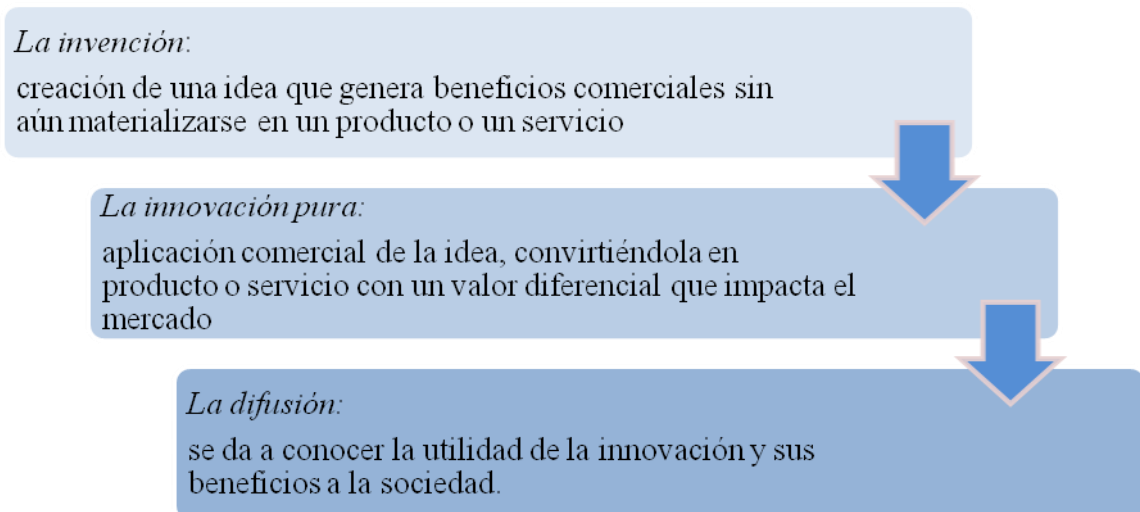 La invención:
creación de una idea que genera beneficios comerciales sin
aún materializarse en un producto o un servicio
La innovación pura:
aplicación comercial de la idea, convirtiéndola en
producto o servicio con un valor diferencial que impacta el
mercado
La difusión:
se da a conocer la utilidad de la innovación y sus
beneficios a la sociedad.